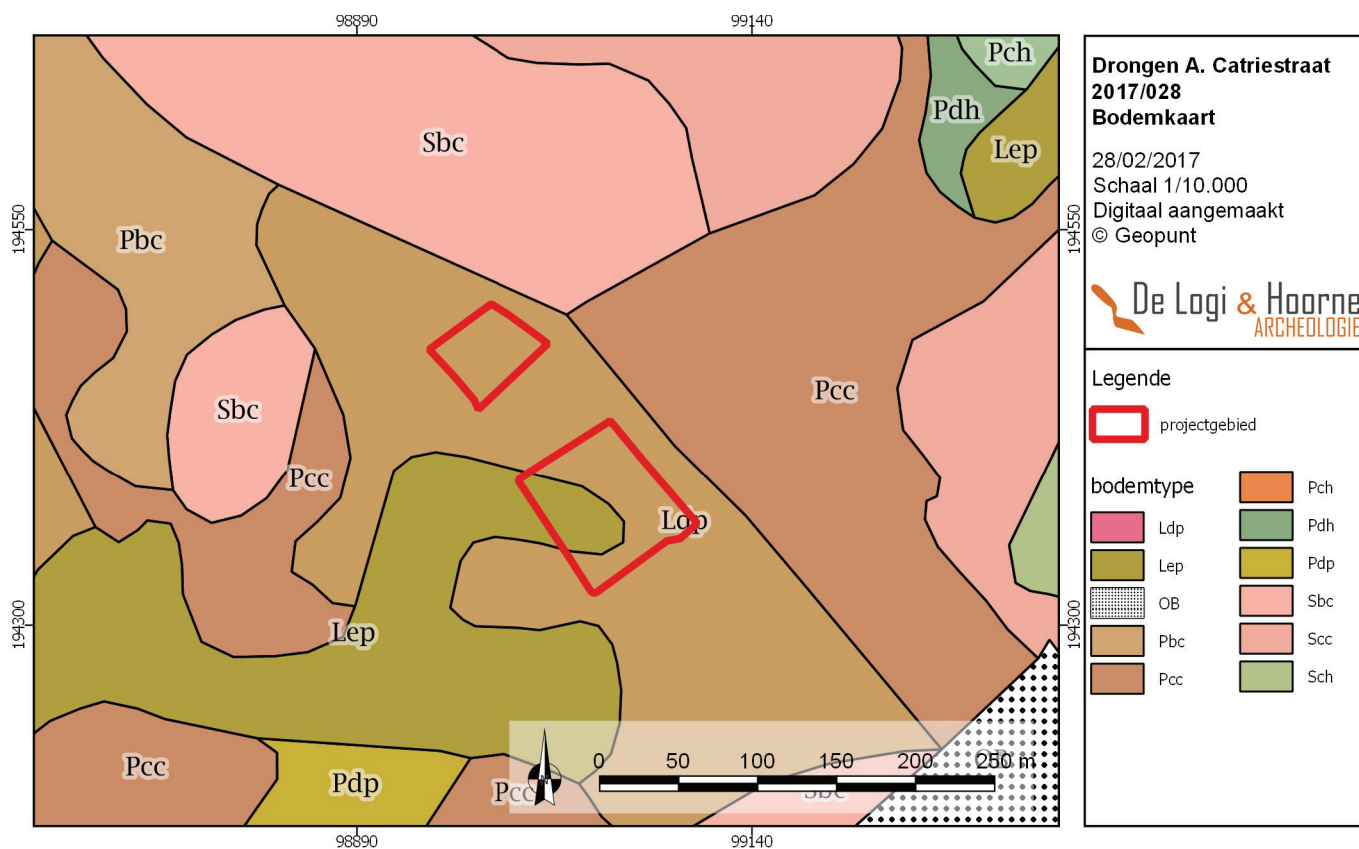 98890
99140
Pch
Pdh
Lep
Sbc
Pbc
194550
194550
Sbc
Pcc
Pcc
Ldp
194300
194300
Lep
Pcc
Pdp
Pcc
Sbc
OB
0 50 100 150 200 250 m
98890
99140
Drongen A. Catriestraat
2017/028
Bodemkaart
28/02/2017
Schaal 1/10.000
Digitaal aangemaakt
© Geopunt
De Logi & Hoorne
ARCHEOLOGIE
Legende
projectgebied
bodemtype
Ldp
Lep
OB
Pbc
Pcc
Pch
Pdh
Pdp
Sbc
Scc
Sch